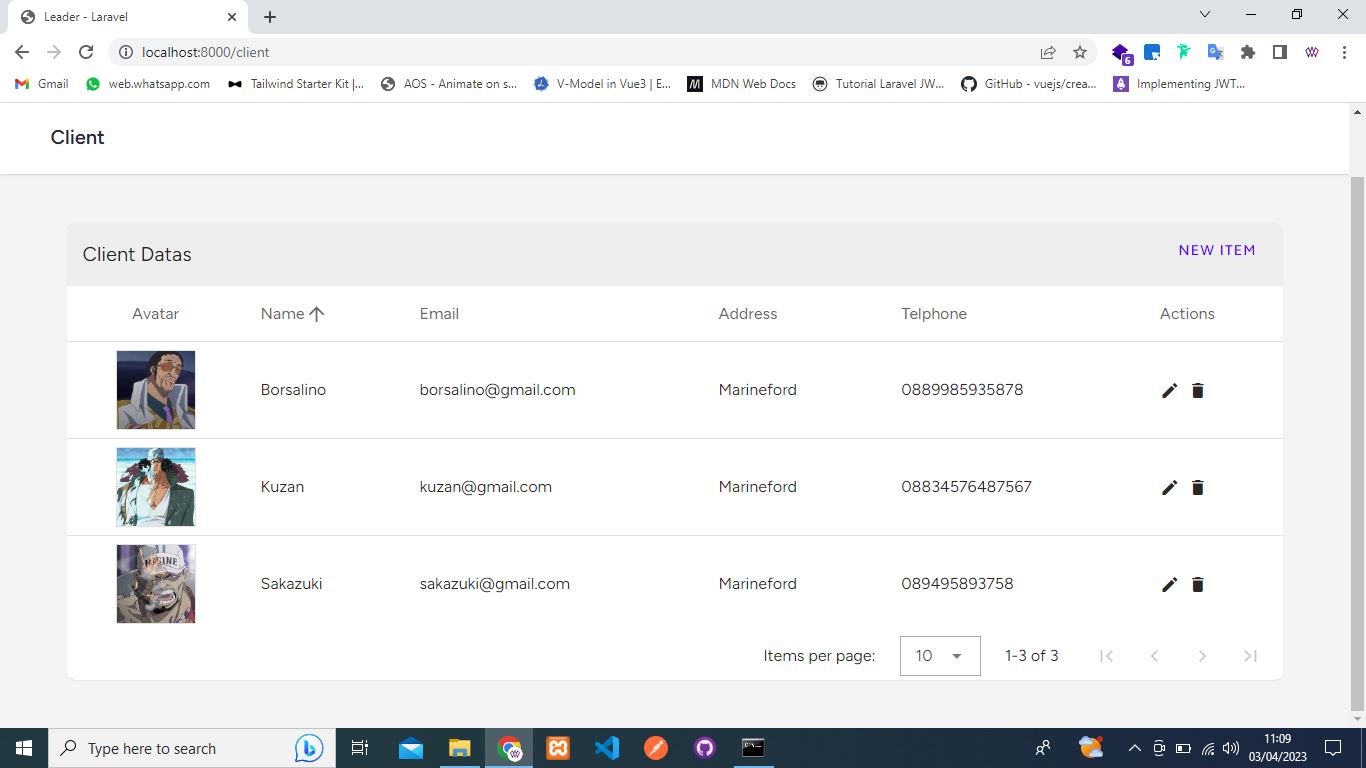 Leader - Laravel
localhost:8000/client
6
Gmail web.whatsapp.com Tailwind Starter Kit |... AOS - Animate on s... V-Model in Vue3 | E... MDN Web Docs Tutorial Laravel JW... GitHub - vuejs/crea... Implementing JWT...
Client
Client Datas NEW ITEM
Avatar Name Email Address Telphone Actions
Borsalino borsalino@gmail.com Marineford 0889985935878
Kuzan kuzan@gmail.com Marineford 08834576487567
MARINE
Sakazuki sakazuki@gmail.com Marineford 089495893758
Items per page: 10 1-3 of 3
Type here to search
11:09
03/04/2023